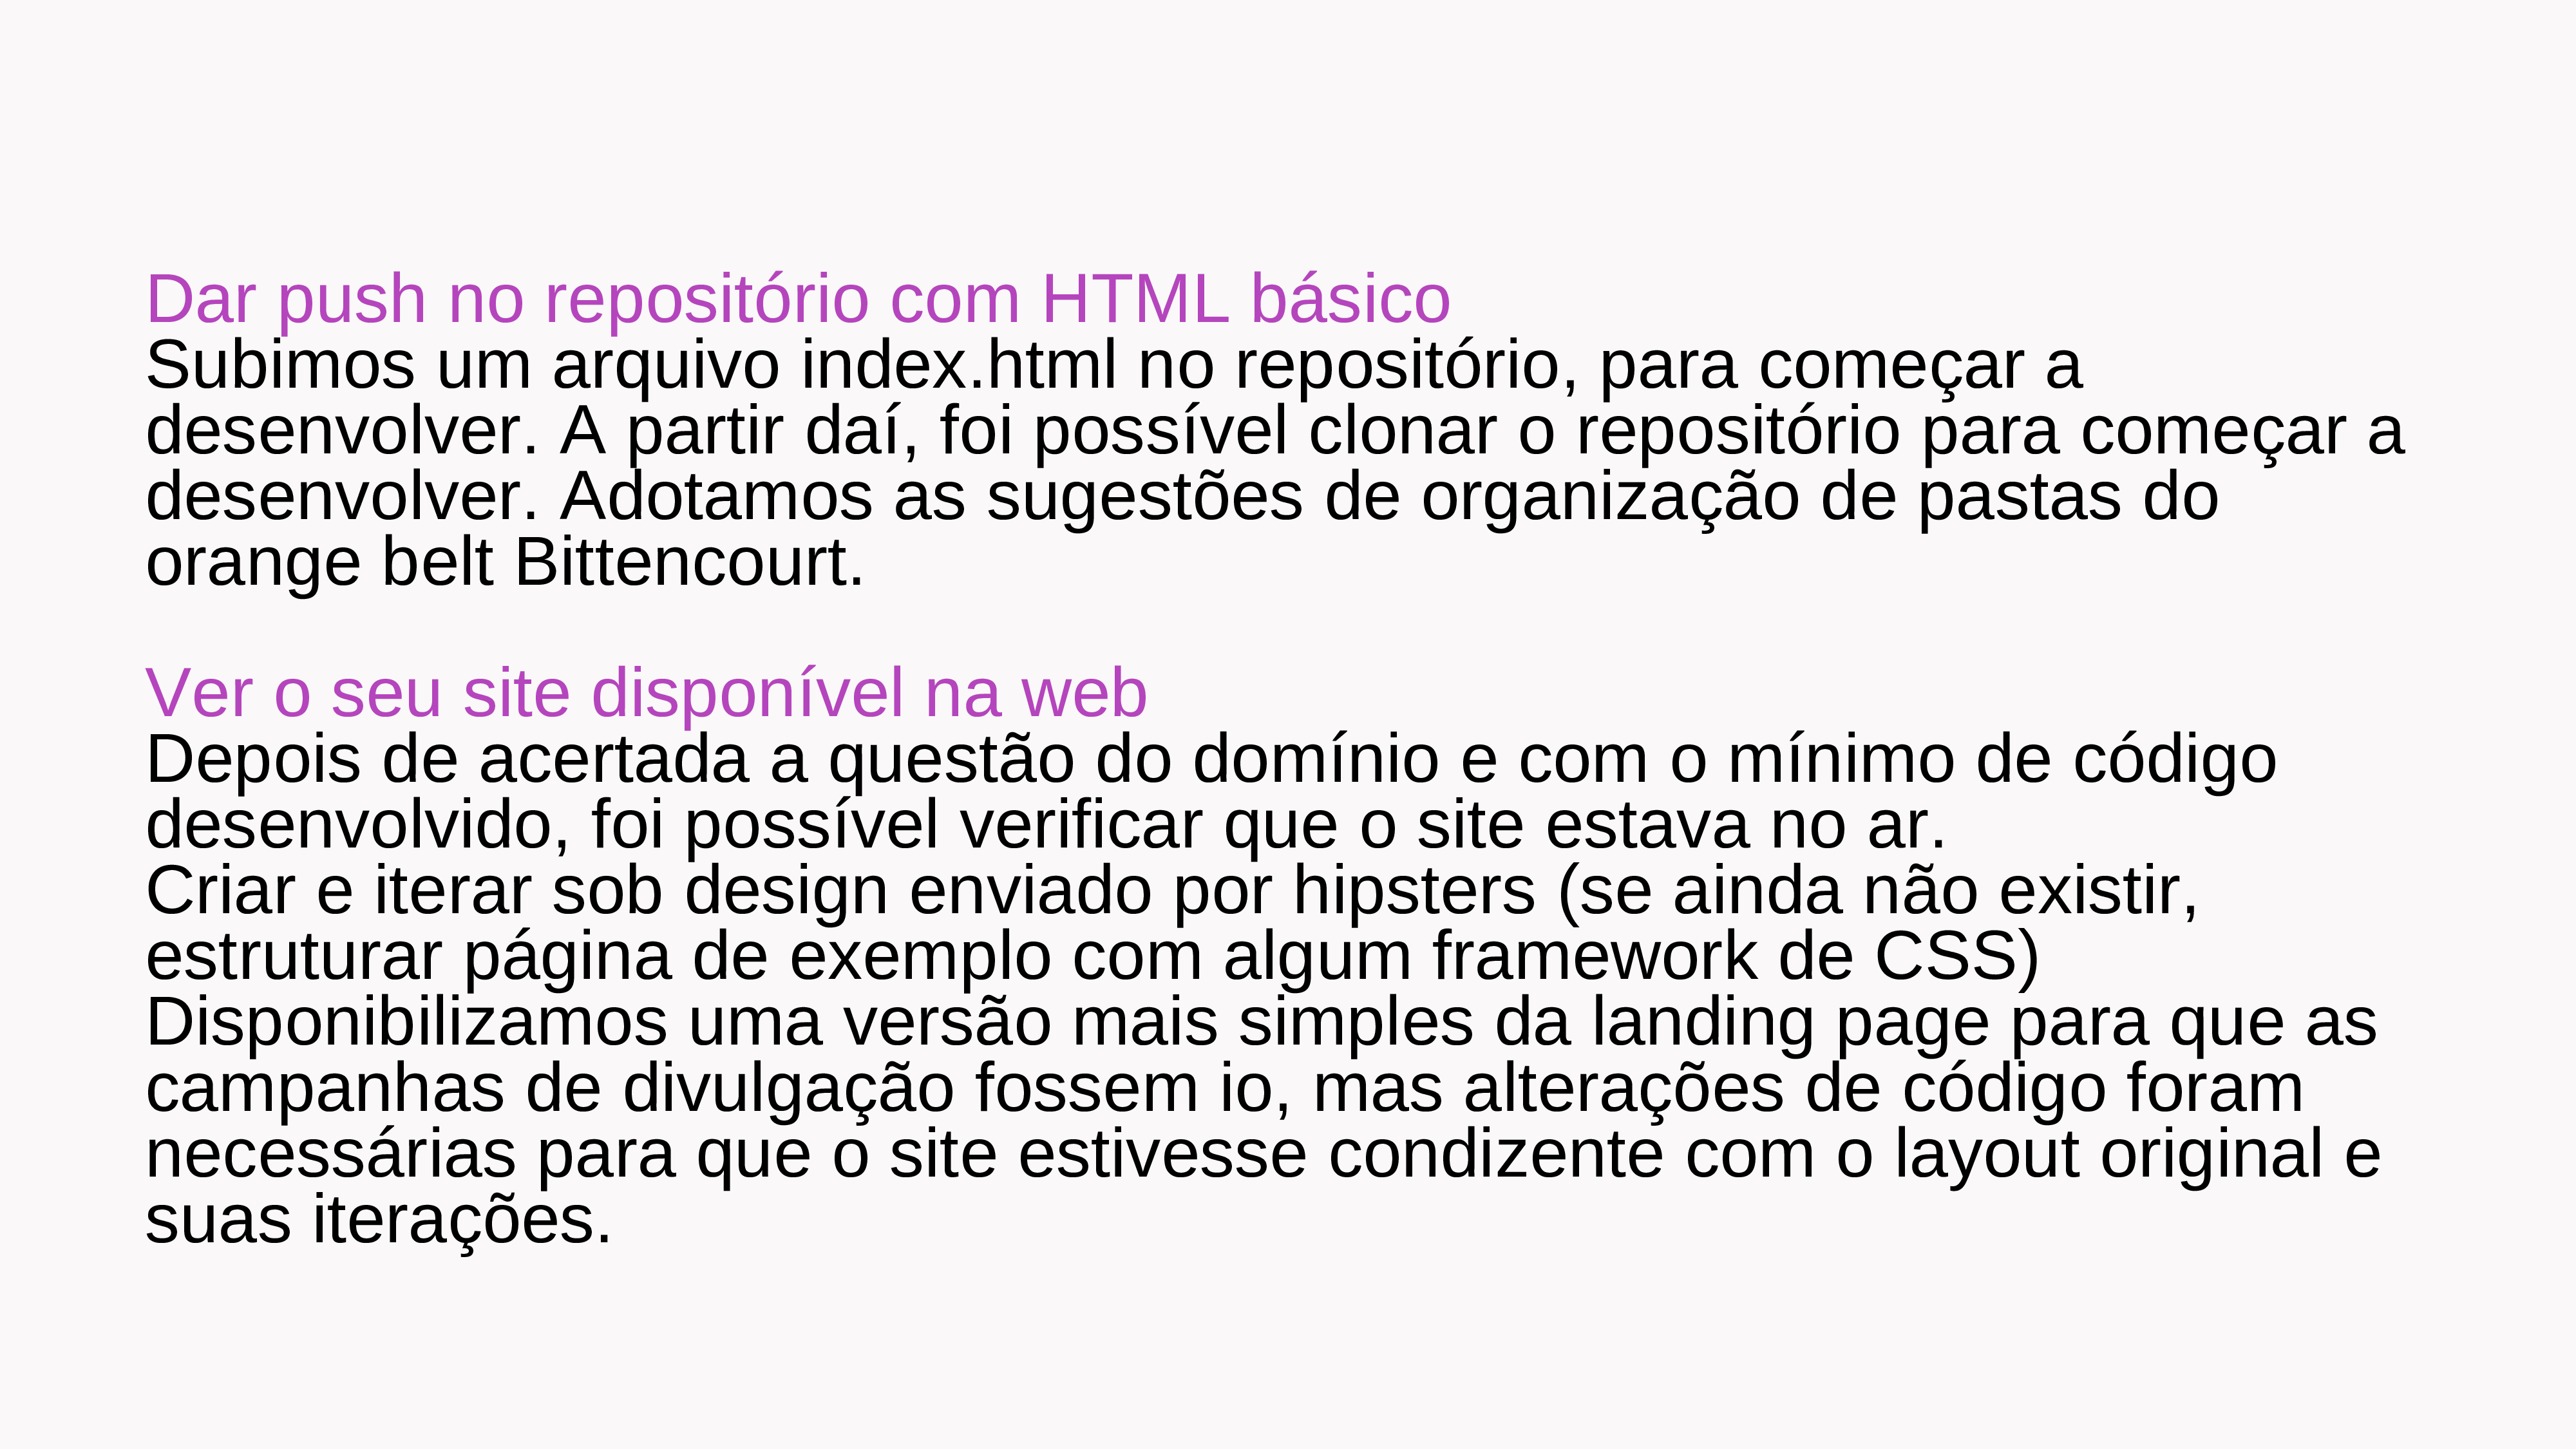 Dar push no repositório com HTML básico
Subimos um arquivo index.html no repositório, para começar a
desenvolver. A partir daí, foi possível clonar o repositório para começar a
desenvolver. Adotamos as sugestões de organização de pastas do
orange belt Bittencourt.
Ver o seu site disponível na web
Depois de acertada a questão do domínio e com o mínimo de código
desenvolvido, foi possível verificar que o site estava no ar.
Criar e iterar sob design enviado por hipsters (se ainda não existir,
estruturar página de exemplo com algum framework de CSS)
Disponibilizamos uma versão mais simples da landing page para que as
campanhas de divulgação fossem io, mas alterações de código foram
necessárias para que o site estivesse condizente com o layout original e
suas iterações.